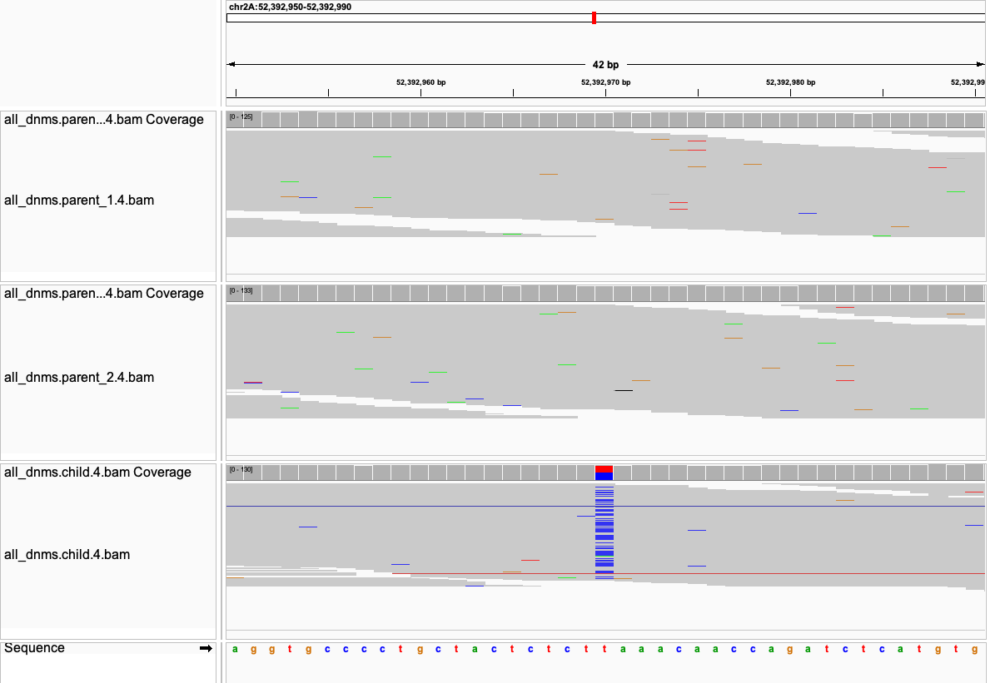 chr2A:52,392,950-52,392,990
42 bp
52,392,960 bp 52,392,970 bp 52,392,980 bp 52,392,99
all_dnms.paren...4.bam Coverage
[0 - 125]
all_dnms.parent_1.4.bam
all_dnms.paren...4.bam Coverage
[0 - 133]
all_dnms.parent_2.4.bam
all_dnms.child.4.bam Coverage
[0 - 130]
all_dnms.child.4.bam
Sequence a g g t g c c c c t g c t a c t c t c t t a a a c a a c c a g a t c t c a t g t g